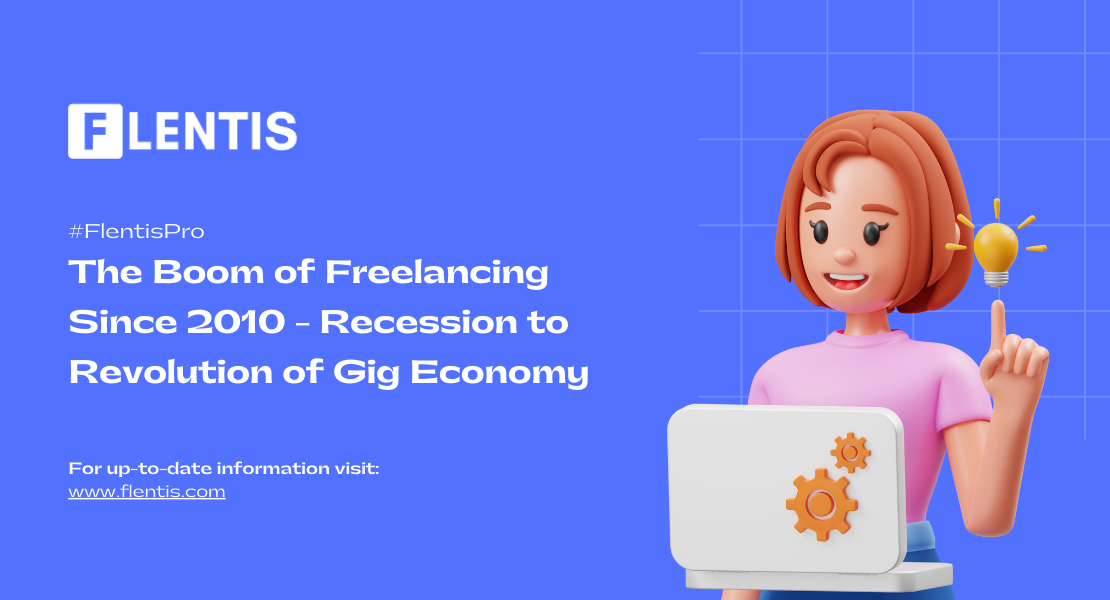 FLENTIS
#FlentisPro
The Boom of Freelancing
Since 2010 - Recession to
Revolution of Gig Economy
For up-to-date information visit:
www.flentis.com